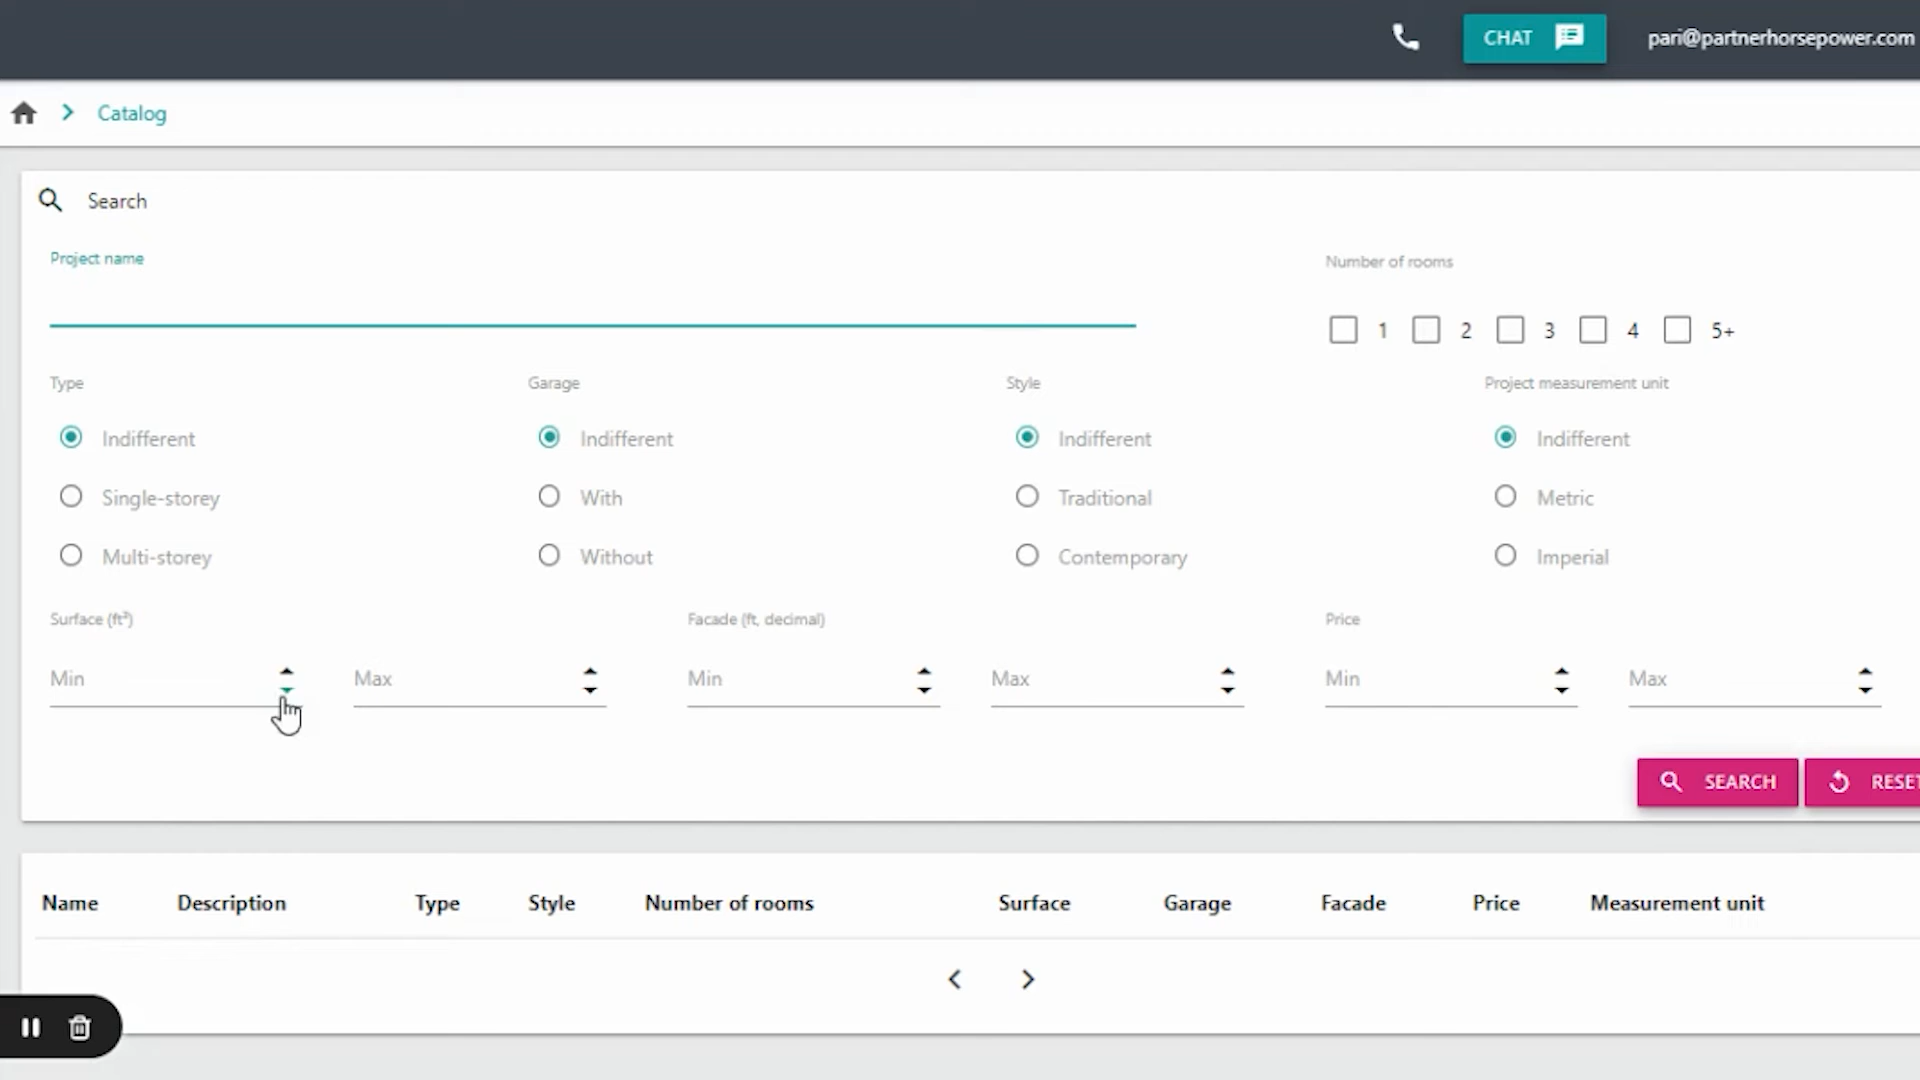 CHAT pari@partnerhorsepower.com
Catalog
Search
Project name
Number of rooms
1 2 3 4 5+
Type Garage Style Project measurement unit
Indifferent Indifferent Indifferent Indifferent
Single-storey With Traditional Metric
Multi-storey Without Contemporary Imperial
Surface (ft²) Facade (ft, decimal) Price
Min Max Min Max Min Max
SEARCH RESET
Name Description Type Style Number of rooms Surface Garage Facade Price Measurement unit